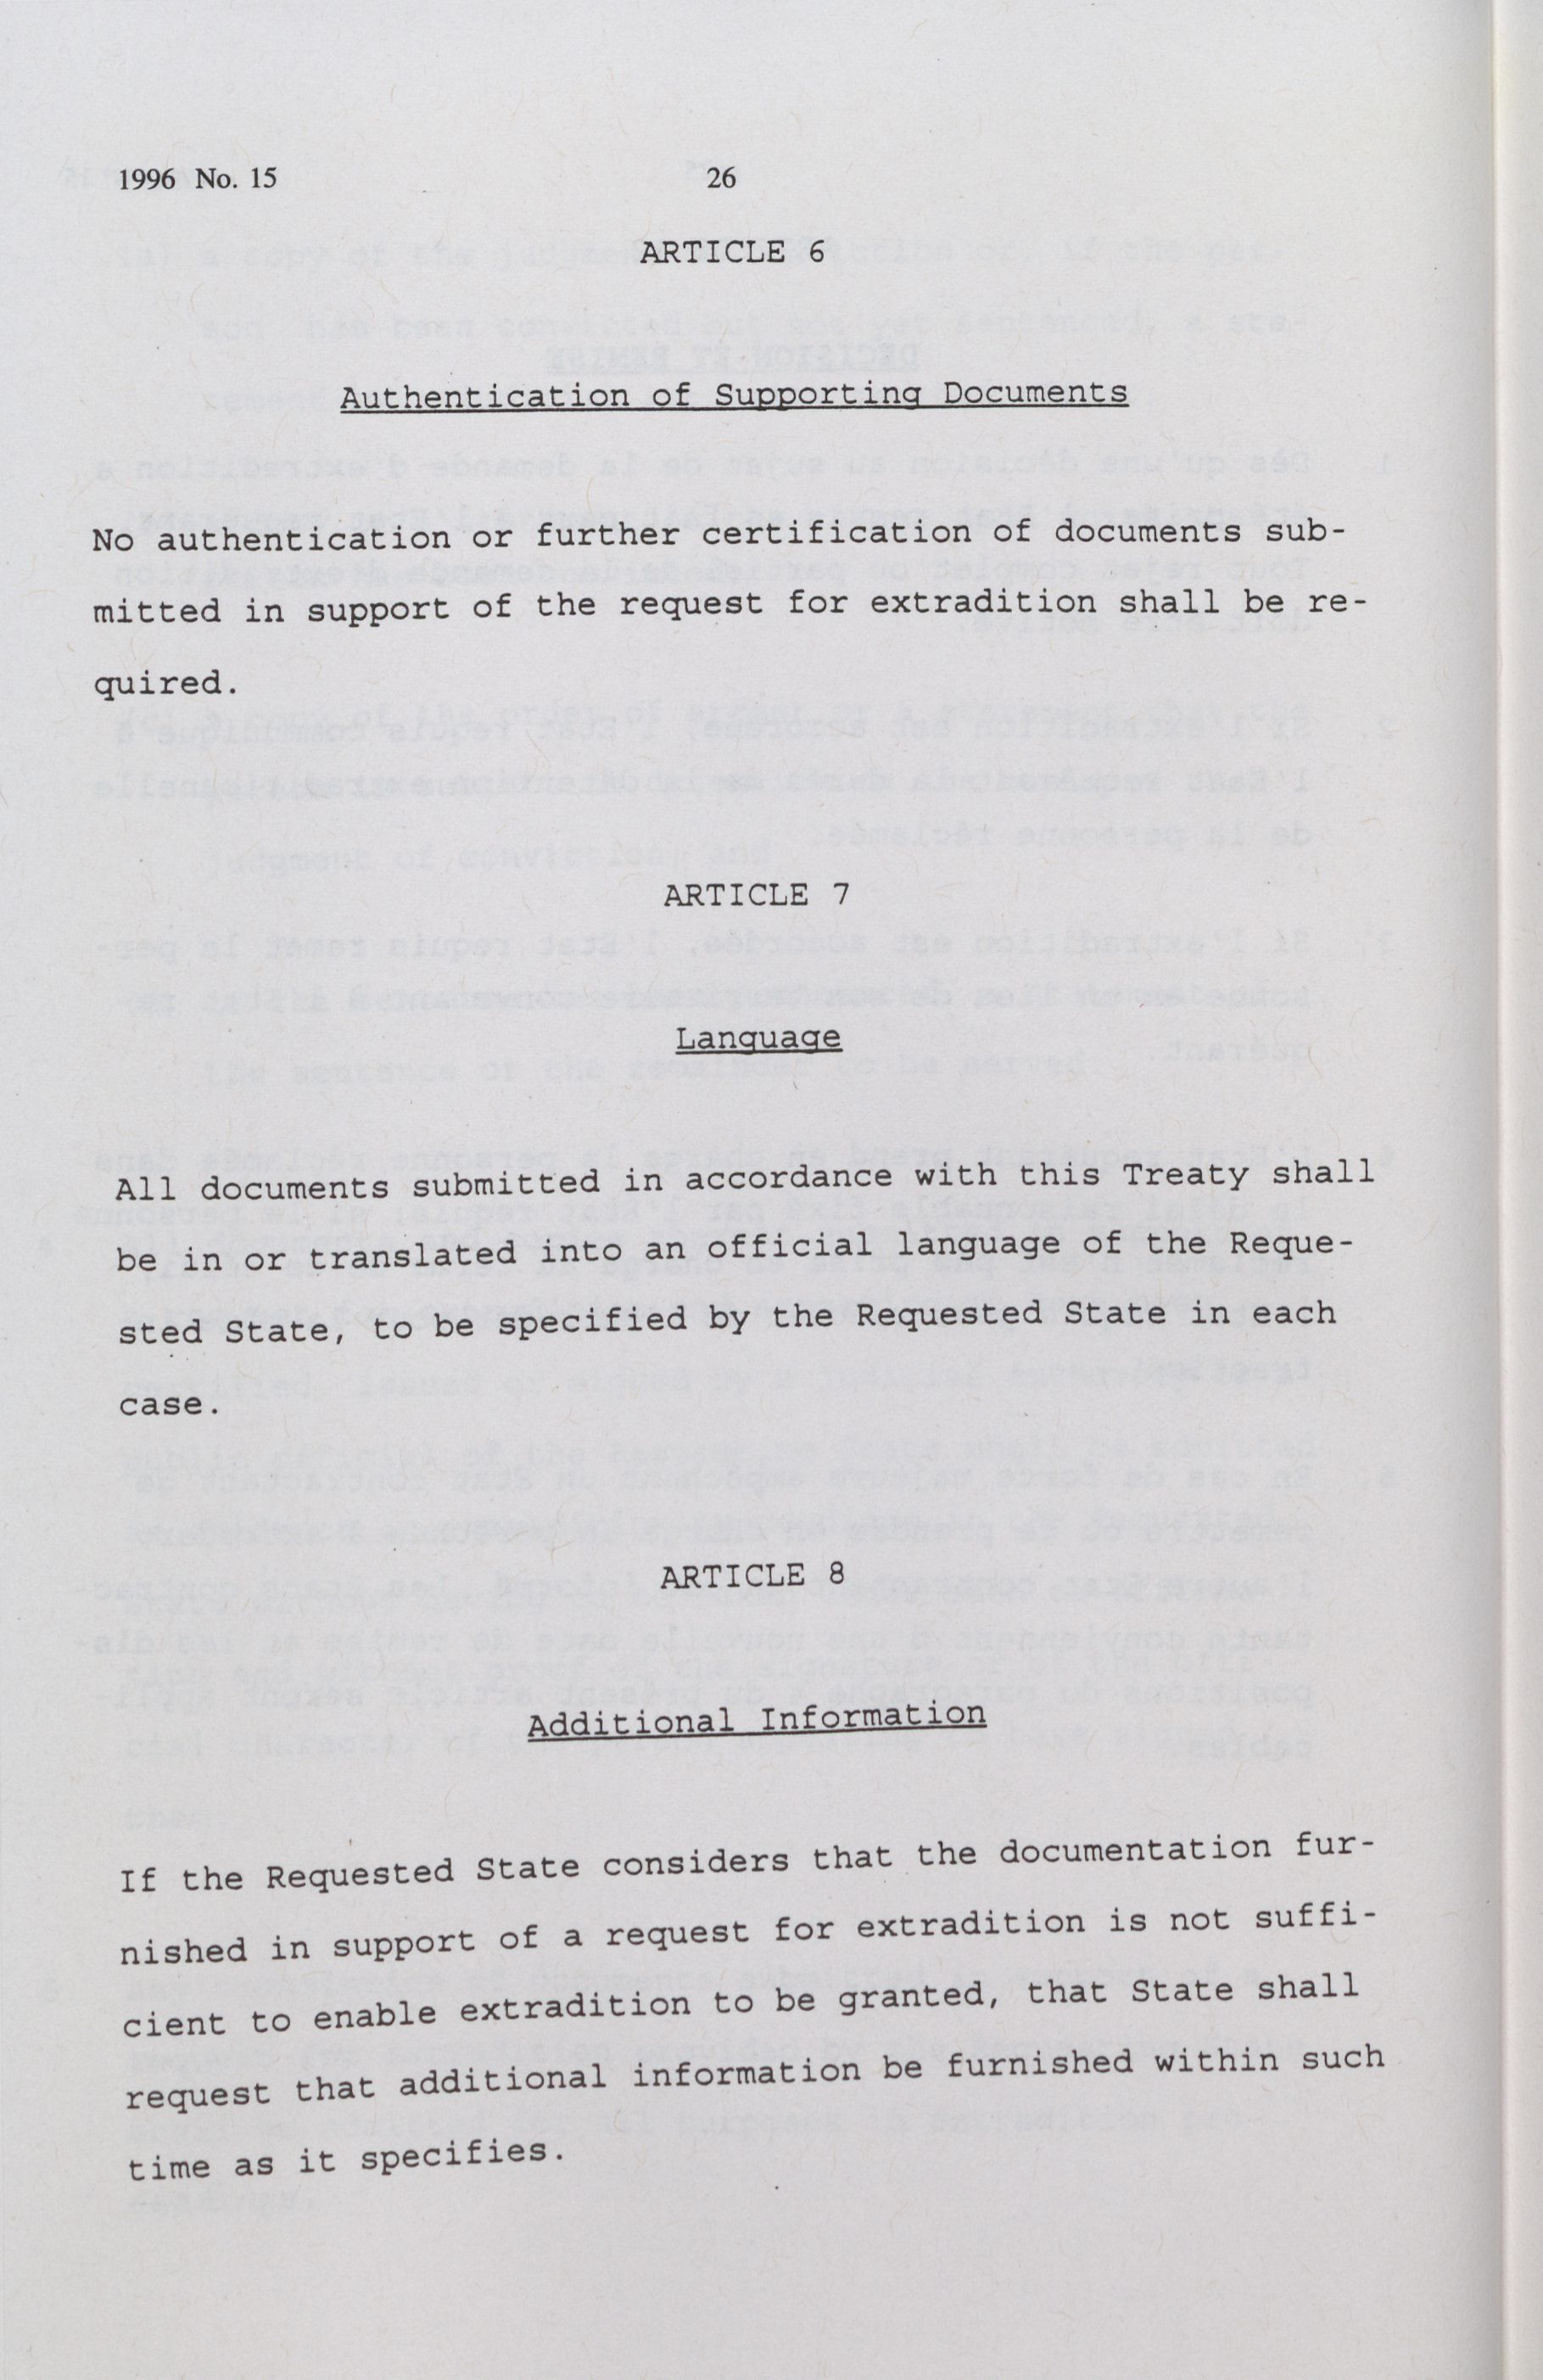 1996 No. 15
26
ARTICLE 6
Authentication of Supporting Documents
No authentication or further certification of documents sub-
mitted in support of the request for extradition shall be re-
quired.
ARTICLE 7
Language
All documents submitted in accordance with this Treaty shall
be in or translated into an official language of the Reque-
sted State, to be specified by the Requested State in each
case.
ARTICLE 8
Additional Information
If the Requested State considers that the documentation fur-
nished in support of a request for extradition is not suffi-
cient to enable extradition to be granted, that State shall
request that additional information be furnished within such
time as it specifies.